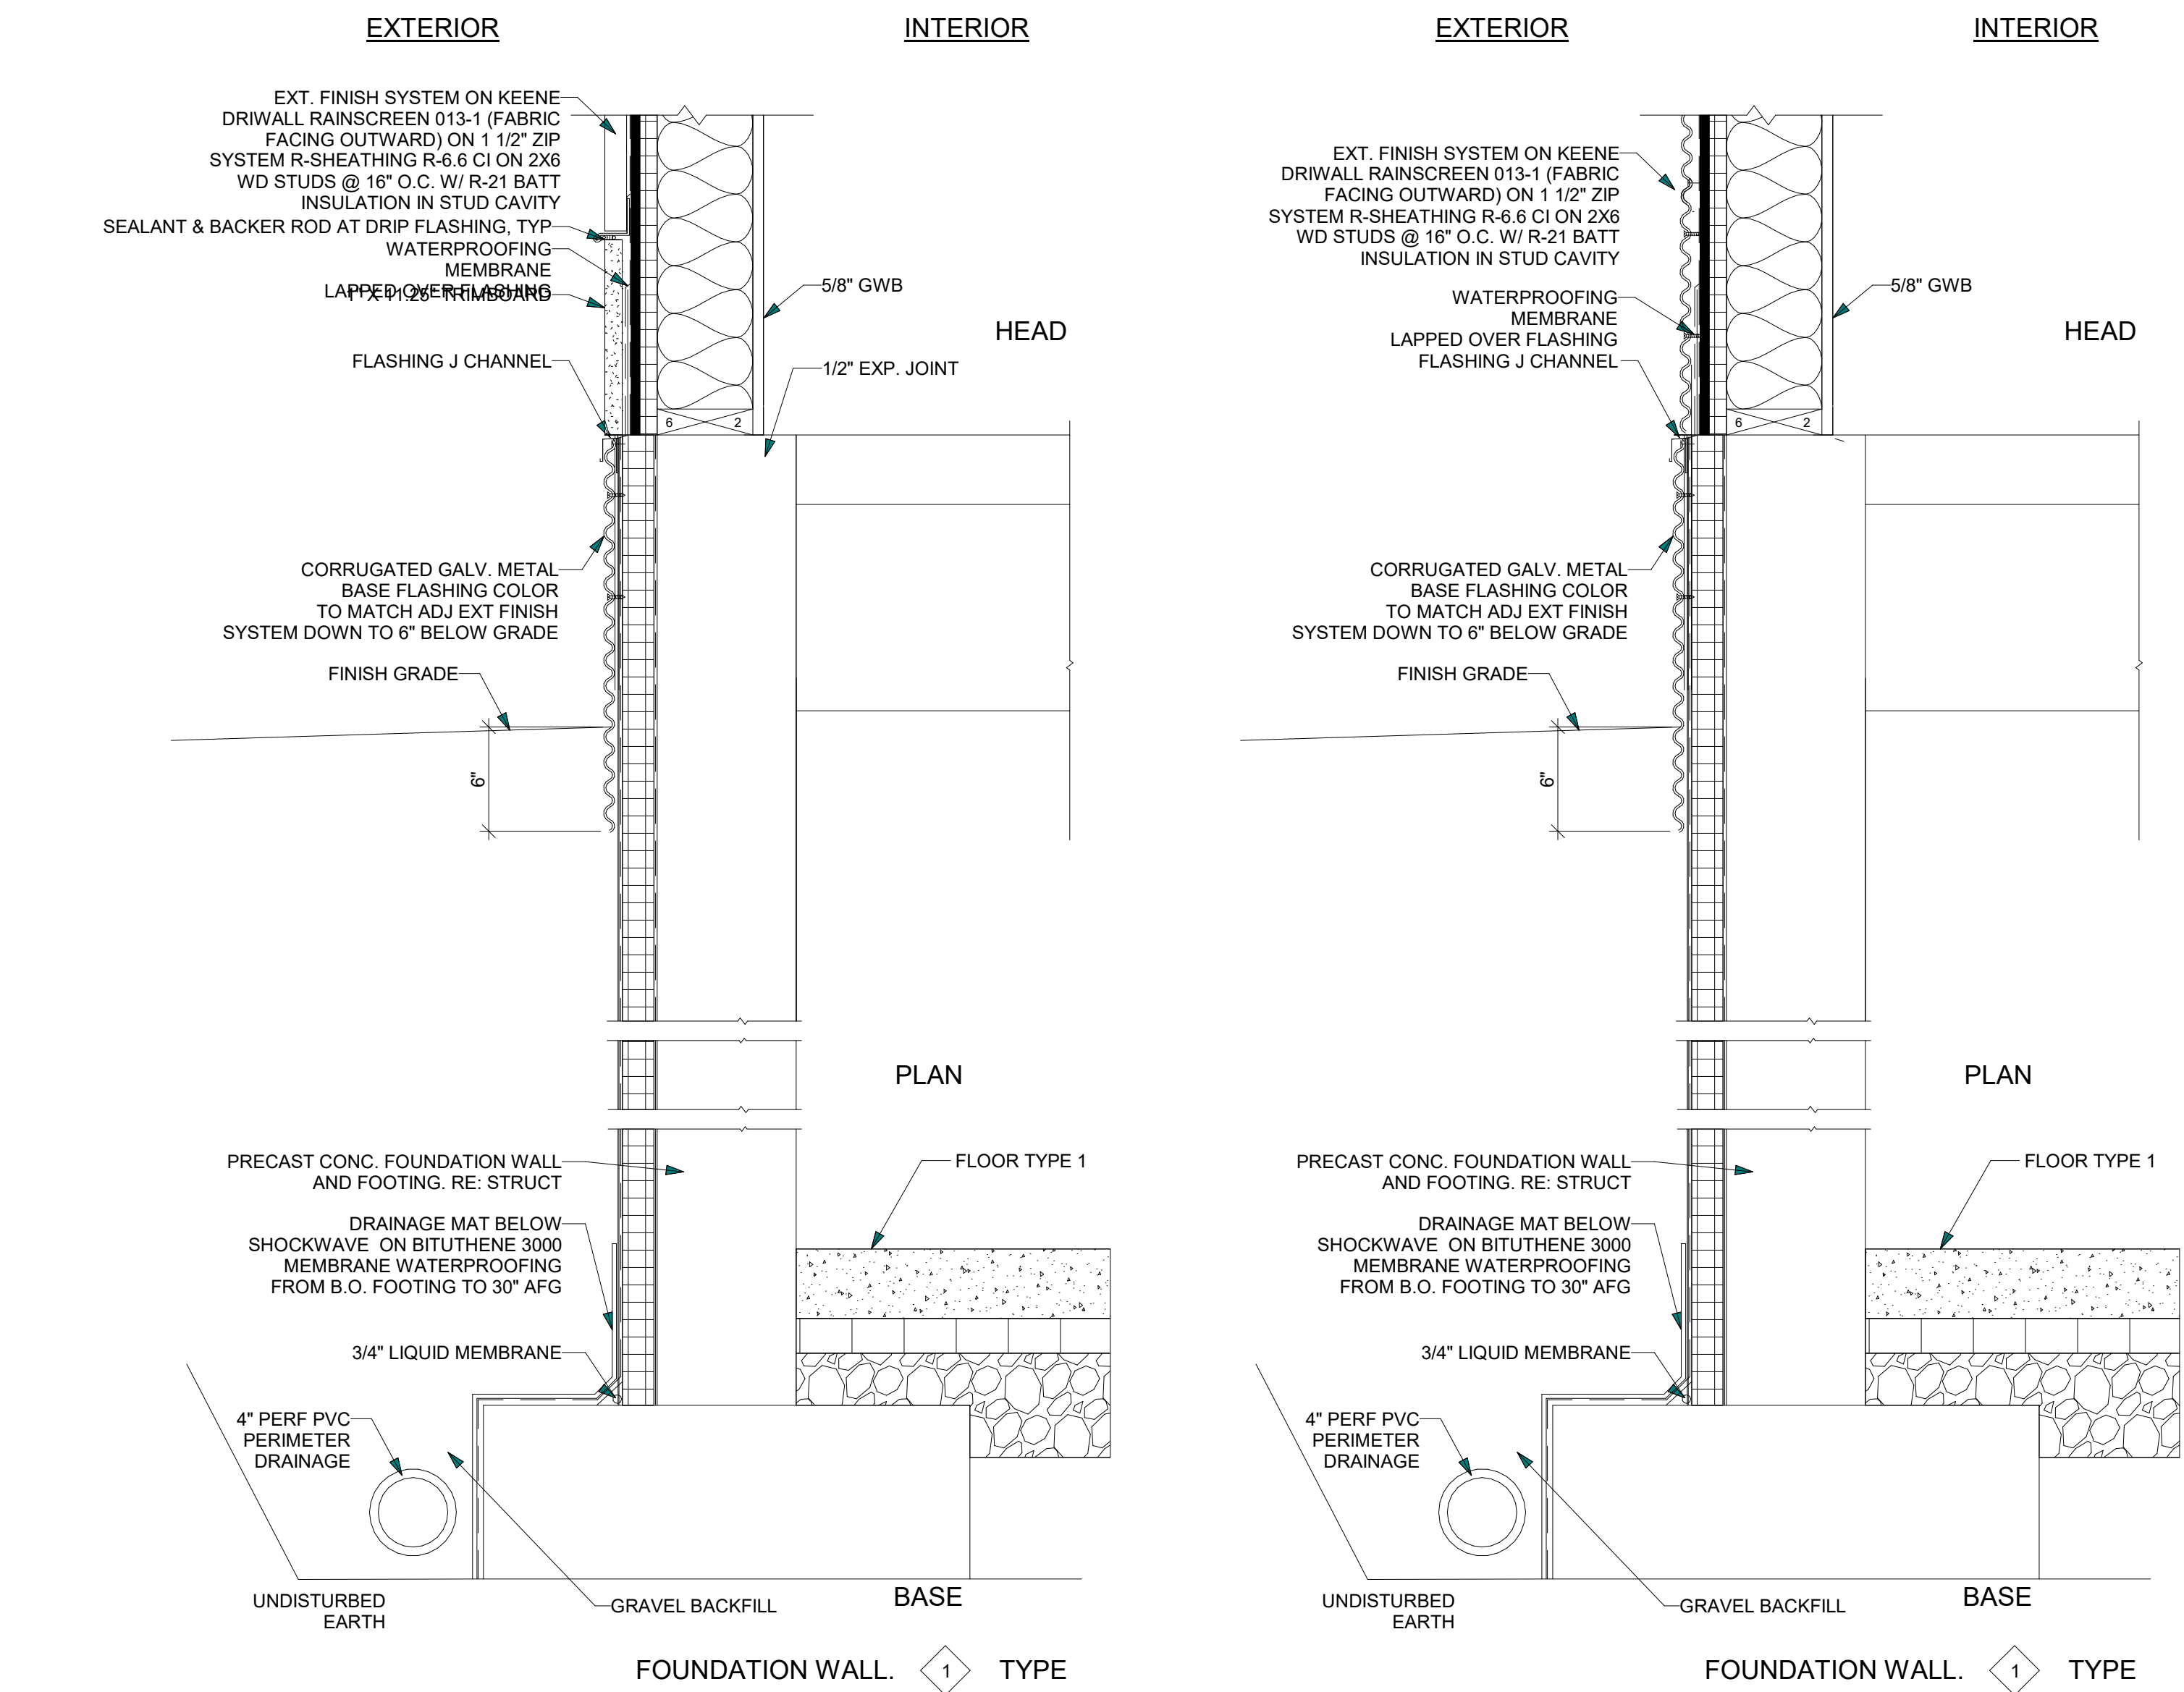 EXTERIOR
INTERIOR
EXT. FINISH SYSTEM ON KEENE
DRIWALL RAINSCREEN 013-1 (FABRIC
FACING OUTWARD) ON 1 1/2" ZIP
SYSTEM R-SHEATHING R-6.6 CI ON 2X6
WD STUDS @ 16" O.C. W/ R-21 BATT
INSULATION IN STUD CAVITY
SEALANT & BACKER ROD AT DRIP FLASHING, TYP
WATERPROOFING
MEMBRANE
LAPPED OVER FLASHING
1" X 11.25" TRIMBOARD
5/8" GWB
HEAD
FLASHING J CHANNEL
1/2" EXP. JOINT
6
2
CORRUGATED GALV. METAL
BASE FLASHING COLOR
TO MATCH ADJ EXT FINISH
SYSTEM DOWN TO 6" BELOW GRADE
FINISH GRADE
6"
PLAN
PRECAST CONC. FOUNDATION WALL
AND FOOTING. RE: STRUCT
FLOOR TYPE 1
DRAINAGE MAT BELOW
SHOCKWAVE ON BITUTHENE 3000
MEMBRANE WATERPROOFING
FROM B.O. FOOTING TO 30" AFG
3/4" LIQUID MEMBRANE
4" PERF PVC
PERIMETER
DRAINAGE
UNDISTURBED
EARTH
GRAVEL BACKFILL
BASE
FOUNDATION WALL. 1 TYPE
EXTERIOR
INTERIOR
EXT. FINISH SYSTEM ON KEENE
DRIWALL RAINSCREEN 013-1 (FABRIC
FACING OUTWARD) ON 1 1/2" ZIP
SYSTEM R-SHEATHING R-6.6 CI ON 2X6
WD STUDS @ 16" O.C. W/ R-21 BATT
INSULATION IN STUD CAVITY
WATERPROOFING
MEMBRANE
LAPPED OVER FLASHING
FLASHING J CHANNEL
5/8" GWB
HEAD
6
2
CORRUGATED GALV. METAL
BASE FLASHING COLOR
TO MATCH ADJ EXT FINISH
SYSTEM DOWN TO 6" BELOW GRADE
FINISH GRADE
6"
PLAN
PRECAST CONC. FOUNDATION WALL
AND FOOTING. RE: STRUCT
FLOOR TYPE 1
DRAINAGE MAT BELOW
SHOCKWAVE ON BITUTHENE 3000
MEMBRANE WATERPROOFING
FROM B.O. FOOTING TO 30" AFG
3/4" LIQUID MEMBRANE
4" PERF PVC
PERIMETER
DRAINAGE
UNDISTURBED
EARTH
GRAVEL BACKFILL
BASE
FOUNDATION WALL. 1 TYPE